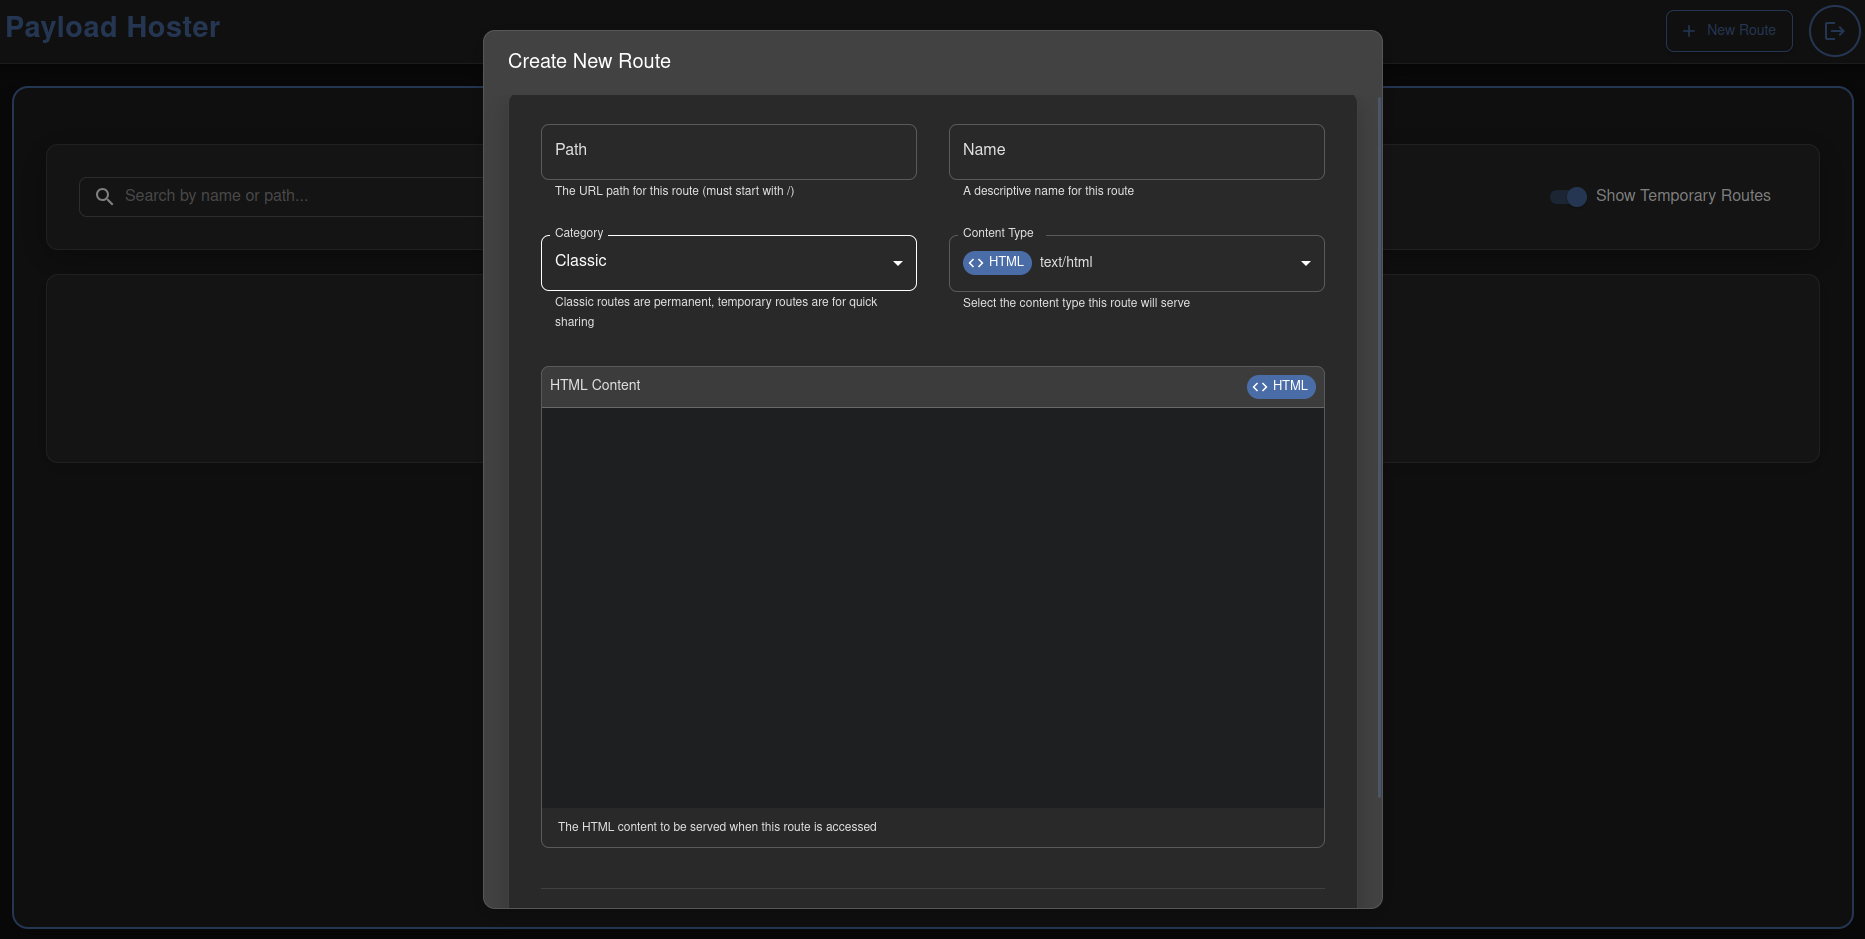 Payload Hoster
New Route
Create New Route
Path
Name
The URL path for this route (must start with /)
A descriptive name for this route
Search by name or path...
Show Temporary Routes
Category
Content Type
Classic
HTML text/html
Classic routes are permanent, temporary routes are for quick
sharing
Select the content type this route will serve
HTML Content
HTML
The HTML content to be served when this route is accessed